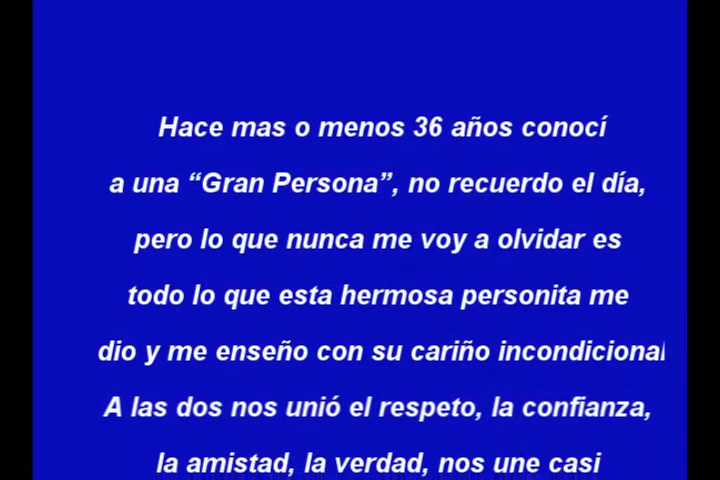 Hace mas o menos 36 años conocí
a una “Gran Persona”, no recuerdo el día,
pero lo que nunca me voy a olvidar es
todo lo que esta hermosa personita me
dio y me enseño con su cariño incondicional
A las dos nos unió el respeto, la confianza,
la amistad, la verdad, nos une casi